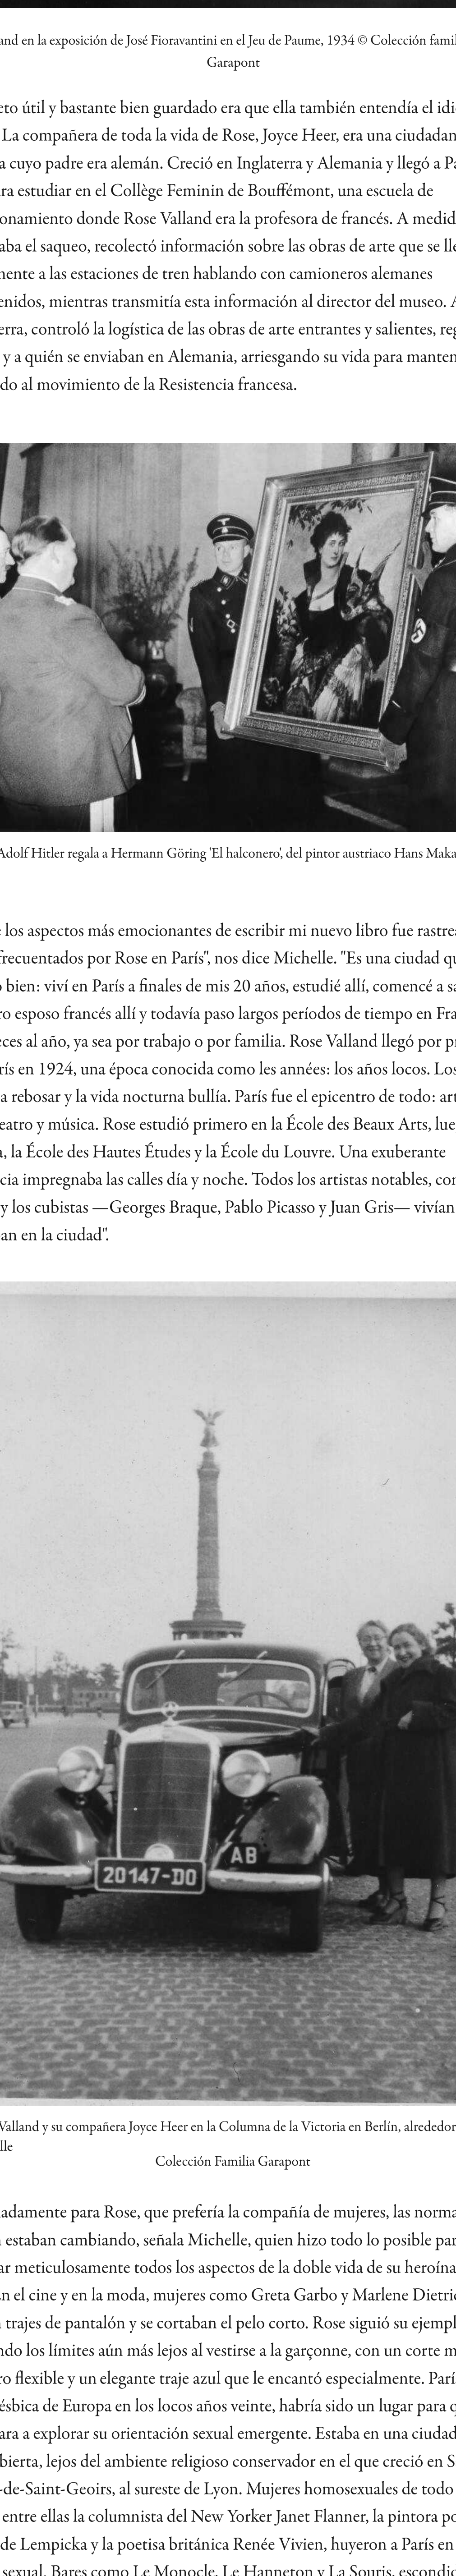 and en la exposición de José Fioravantini en el Jeu de Paume, 1934 © Colección famil
Garapont
eto útil y bastante bien guardado era que ella también entendía el idi
La compañera de toda la vida de Rose, Joyce Heer, era una ciudadan
a cuyo padre era alemán. Creció en Inglaterra y Alemania y llegó a Pa
ra estudiar en el Collège Feminin de Bouffémont, una escuela de
ionamiento donde Rose Valland era la profesora de francés. A medid
aba el saqueo, recolectó información sobre las obras de arte que se lle
mente a las estaciones de tren hablando con camioneros alemanes
enidos, mientras transmitía esta información al director del museo. A
erra, controló la logística de las obras de arte entrantes y salientes, reg
y a quién se enviaban en Alemania, arriesgando su vida para manten
do al movimiento de la Resistencia francesa.
Adolf Hitler regala a Hermann Göring 'El halconero', del pintor austriaco Hans Maka
e los aspectos más emocionantes de escribir mi nuevo libro fue rastrea
frecuentados por Rose en París", nos dice Michelle. "Es una ciudad qu
o bien: viví en París a finales de mis 20 años, estudié allí, comencé a sa
ro esposo francés allí y todavía paso largos períodos de tiempo en Fra
eces al año, ya sea por trabajo o por familia. Rose Valland llegó por pr
rís en 1924, una época conocida como les années: los años locos. Los
a rebosar y la vida nocturna bullía. París fue el epicentro de todo: art
eatro y música. Rose estudió primero en la École des Beaux Arts, lue
a, la École des Hautes Études y la École du Louvre. Una exuberante
cia impregnaba las calles día y noche. Todos los artistas notables, con
y los cubistas —Georges Braque, Pablo Picasso y Juan Gris— vivían
an en la ciudad".
20147-DO
AB
Valland y su compañera Joyce Heer en la Columna de la Victoria en Berlín, alrededor
lle
Colección Familia Garapont
adamente para Rose, que prefería la compañía de mujeres, las norma
n estaban cambiando, señala Michelle, quien hizo todo lo posible par
ar meticulosamente todos los aspectos de la doble vida de su heroína
un el cine y en la moda, mujeres como Greta Garbo y Marlene Dietric
n trajes de pantalón y se cortaban el pelo corto. Rose siguió su ejempl
ndo los límites aún más lejos al vestirse a la garçonne, con un corte m
ro flexible y un elegante traje azul que le encantó especialmente. Parí
ésbica de Europa en los locos años veinte, habría sido un lugar para q
ara a explorar su orientación sexual emergente. Estaba en una ciudad
bierta, lejos del ambiente religioso conservador en el que creció en S
-de-Saint-Geoirs, al sureste de Lyon. Mujeres homosexuales de todo
entre ellas la columnista del New Yorker Janet Flanner, la pintora po
de Lempicka y la poetisa británica Renée Vivien, huyeron a París en
sexual. Bares como Le Monocle, Le Hanneton y La Souris, escondid